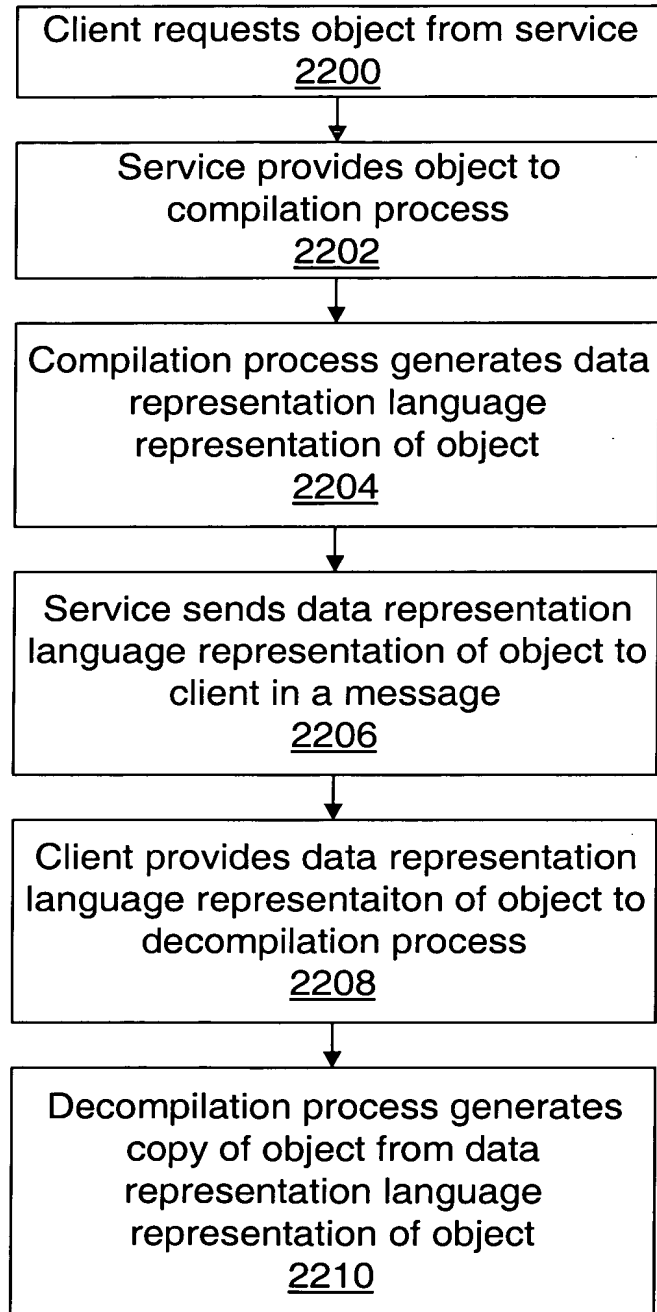 Client requests object from service
2200
Service provides object to
compilation process
2202
Compilation process generates data
representation language
representation of object
2204
Service sends data representation
language representation of object to
client in a message
2206
Client provides data representation
language representaiton of object to
decompilation process
2208
Decompilation process generates
copy of object from data
representation language
representation of object
2210